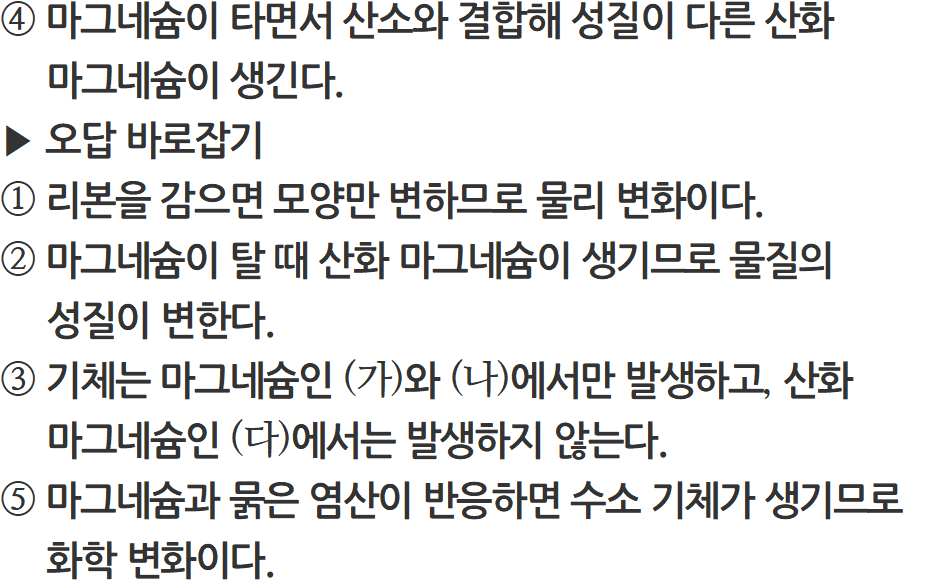 ④ 마그네슘이 타면서 산소와 결합해 성질이 다른 산화
마그네슘이 생긴다.
▶ 오답 바로잡기
① 리본을 감으면 모양만 변하므로 물리 변화이다.
② 마그네슘이 탈 때 산화 마그네슘이 생기므로 물질의
성질이 변한다.
③ 기체는 마그네슘인 (가)와 (나)에서만 발생하고, 산화
마그네슘인 (다)에서는 발생하지 않는다.
⑤ 마그네슘과 묽은 염산이 반응하면 수소 기체가 생기므로
화학 변화이다.